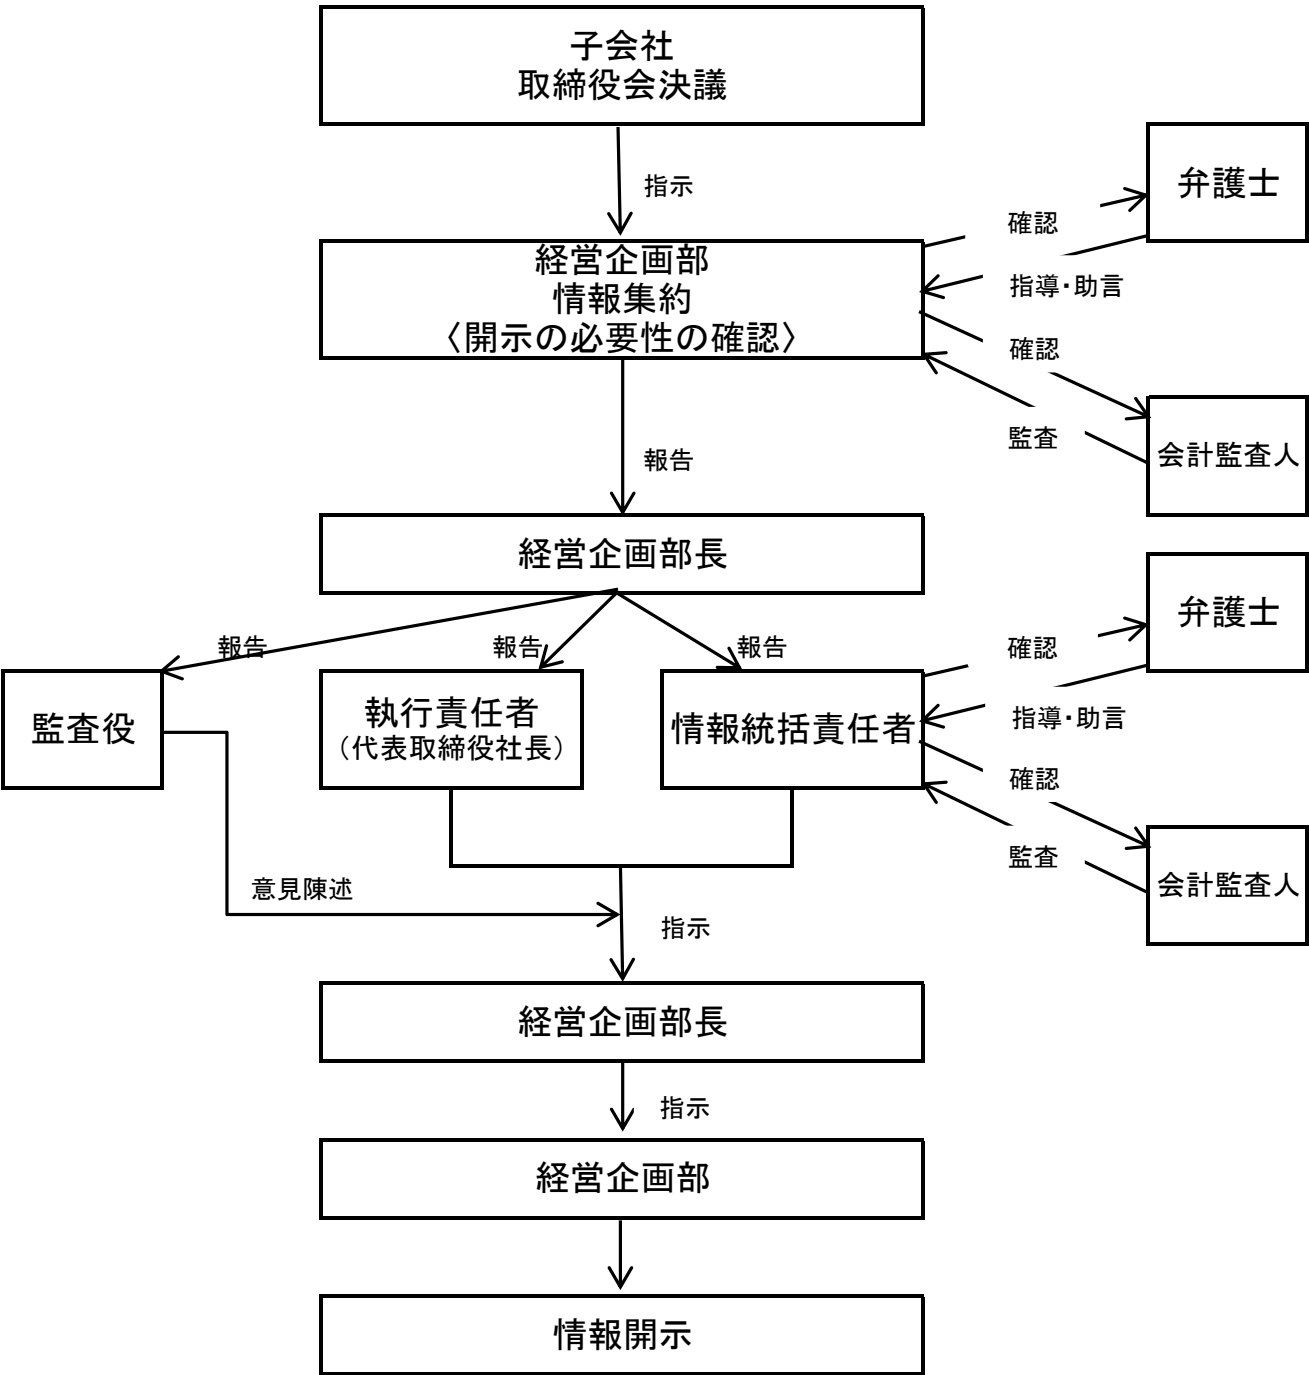 子会社
取締役会決議
指示
弁護士
確認
経営企画部
情報集約
〈開示の必要性の確認〉
指導・助言
確認
監査
会計監査人
報告
経営企画部長
弁護士
報告
報告
報告
確認
監査役
執行責任者
（代表取締役社長）
情報統括責任者
指導・助言
確認
監査
会計監査人
意見陳述
指示
経営企画部長
指示
経営企画部
情報開示